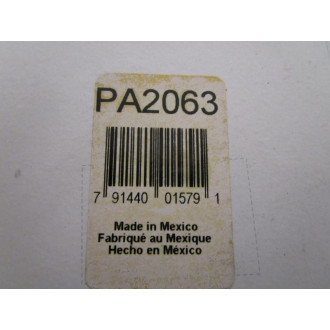 PA2063
7 91440 01579 1
Made in Mexico
Fabriqué au Mexique
Hecho en México